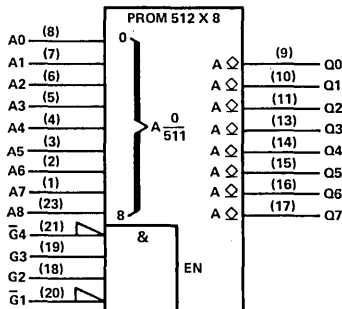 PROM 512 X 8
A0 (8) 0 A ◇ (9) Q0
A1 (7) A ◇ (10) Q1
A2 (6) A ◇ (11) Q2
A3 (5) A 0/511 A ◇ (13) Q3
A4 (4) A ◇ (14) Q4
A5 (3) A ◇ (15) Q5
A6 (2) A ◇ (16) Q6
A7 (1) A ◇ (17) Q7
A8 (23) 8
G̅4 (21) &
G3 (19) EN
G2 (18)
G̅1 (20)